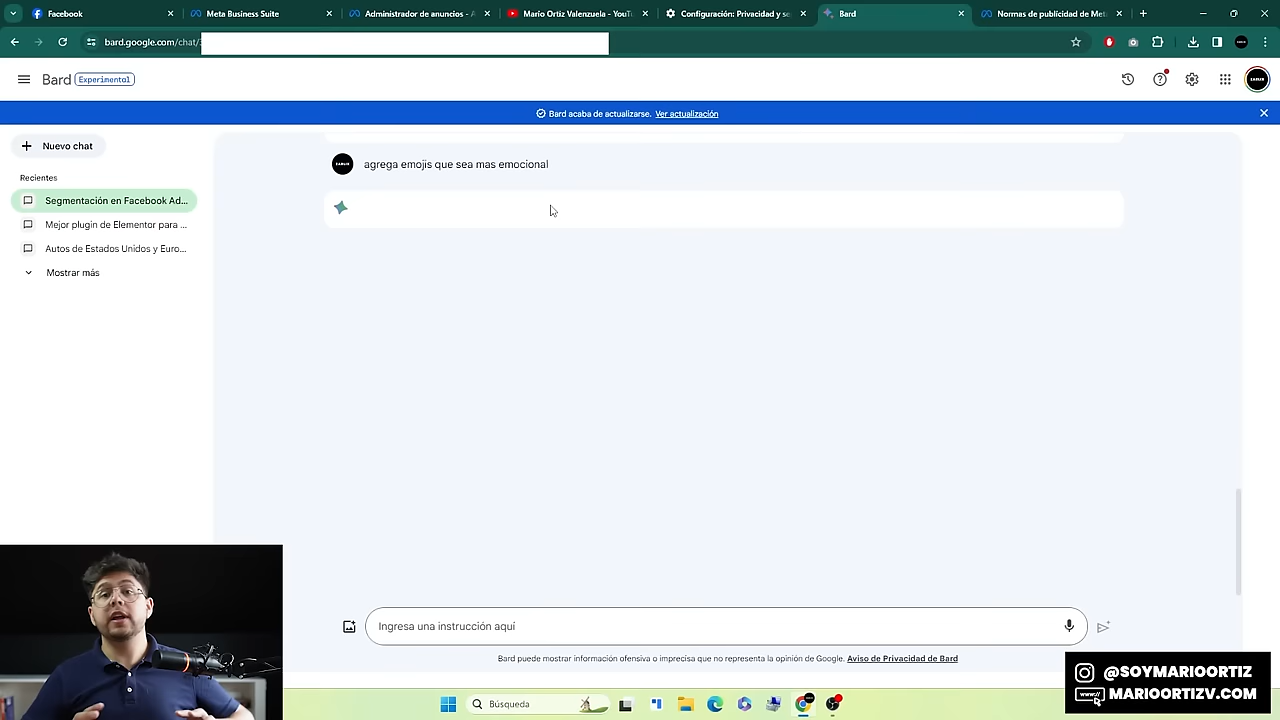 Facebook
Meta Business Suite
Administrador de anuncios - A
Mario Ortiz Valenzuela - YouTu
Configuración: Privacidad y se
Bard
Normas de publicidad de Met
bard.google.com/chat/
Bard Experimental
Bard acaba de actualizarse. Ver actualización
Nuevo chat
Recientes
Segmentación en Facebook Ad...
Mejor plugin de Elementor para ...
Autos de Estados Unidos y Euro...
Mostrar más
agrega emojis que sea mas emocional
Ingresa una instrucción aquí
Bard puede mostrar información ofensiva o imprecisa que no representa la opinión de Google. Aviso de Privacidad de Bard
@SOYMARIOORTIZ
www:// MARIOORTIZV.COM
Búsqueda